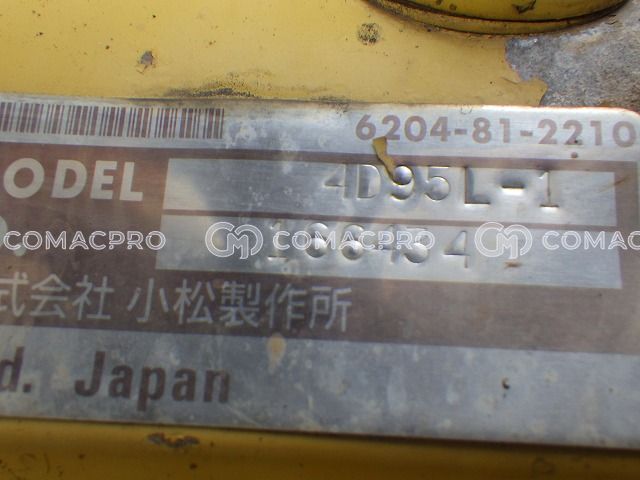 6204-81-2210
ODEL 4D95L-1
COMACPRO COMACPRO COMACPRO
式会社 小松製作所
d. Japan